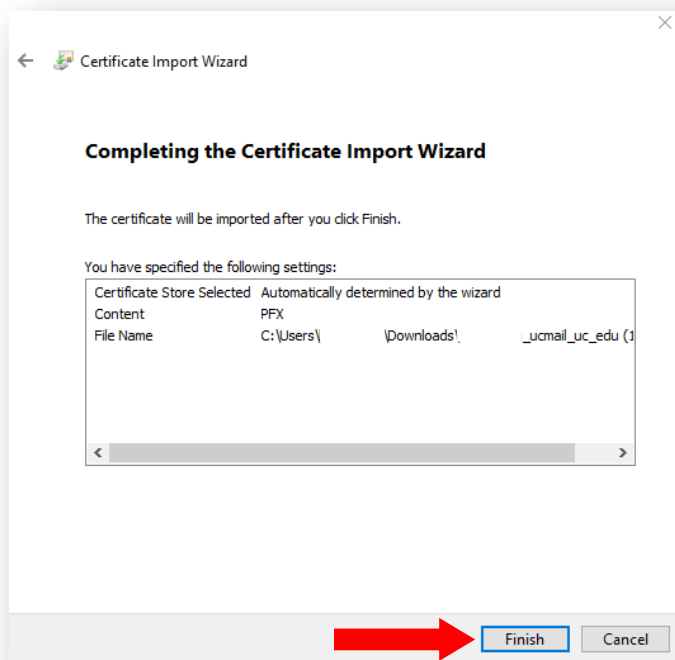 Certificate Import Wizard
Completing the Certificate Import Wizard
The certificate will be imported after you click Finish.
You have specified the following settings:
Certificate Store Selected Automatically determined by the wizard
Content PFX
File Name C:\Users\ \Downloads\ _ucmail_uc_edu (1
Finish Cancel